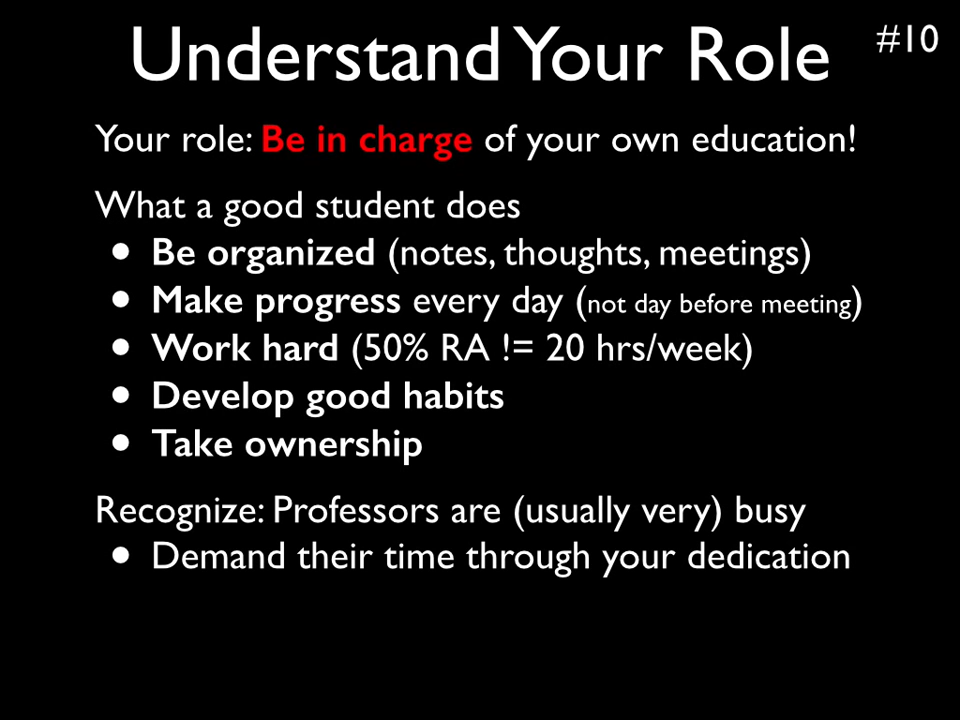 Understand Your Role
#10
Your role: Be in charge of your own education!
What a good student does
• Be organized (notes, thoughts, meetings)
• Make progress every day (not day before meeting)
• Work hard (50% RA != 20 hrs/week)
• Develop good habits
• Take ownership
Recognize: Professors are (usually very) busy
• Demand their time through your dedication